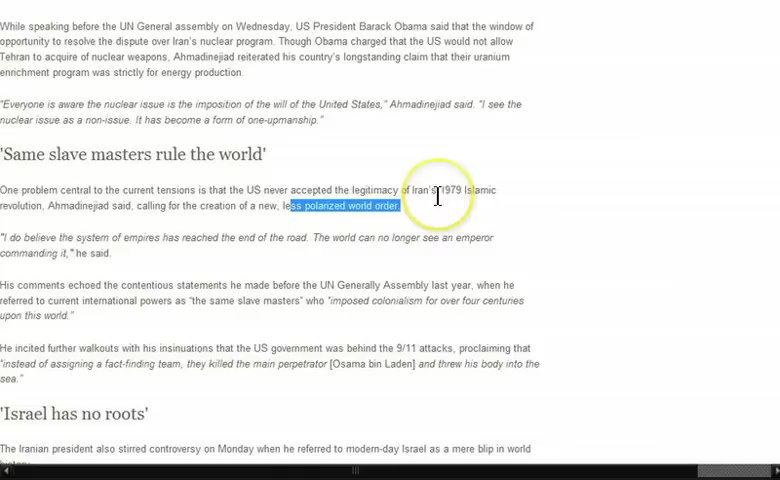 While speaking before the UN General assembly on Wednesday, US President Barack Obama said that the window of
opportunity to resolve the dispute over Iran's nuclear program. Though Obama charged that the US would not allow
Tehran to acquire of nuclear weapons, Ahmadinejiad reiterated his country's longstanding claim that their uranium
enrichment program was strictly for energy production.
"Everyone is aware the nuclear issue is the imposition of the will of the United States," Ahmadinejiad said. "I see the
nuclear issue as a non-issue. It has become a form of one-upmanship."
'Same slave masters rule the world'
One problem central to the current tensions is that the US never accepted the legitimacy of Iran's 1979 Islamic
revolution, Ahmadinejiad said, calling for the creation of a new, less polarized world order.
"I do believe the system of empires has reached the end of the road. The world can no longer see an emperor
commanding it," he said.
His comments echoed the contentious statements he made before the UN Generally Assembly last year, when he
referred to current international powers as "the same slave masters" who "imposed colonialism for over four centuries
upon this world."
He incited further walkouts with his insinuations that the US government was behind the 9/11 attacks, proclaiming that
"instead of assigning a fact-finding team, they killed the main perpetrator [Osama bin Laden] and threw his body into the
sea."
'Israel has no roots'
The Iranian president also stirred controversy on Monday when he referred to modern-day Israel as a mere blip in world
history.